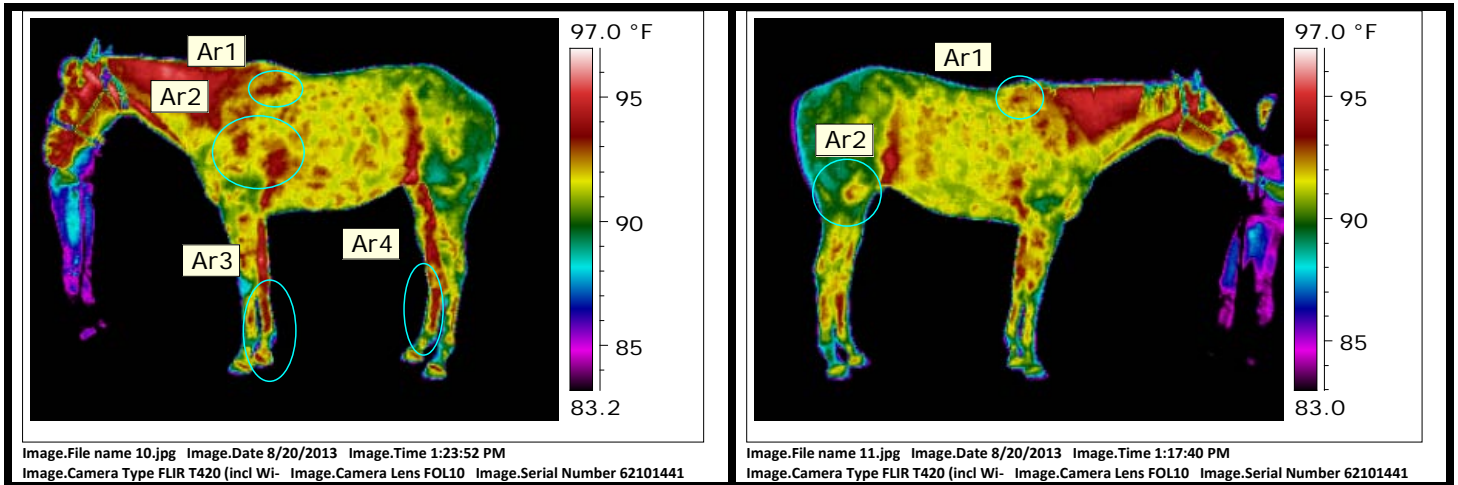 97.0 °F
Ar1
Ar2
95
90
Ar3
Ar4
85
83.2
Image.File name 10.jpg Image.Date 8/20/2013 Image.Time 1:23:52 PM
Image.Camera Type FLIR T420 (incl Wi- Image.Camera Lens FOL10 Image.Serial Number 62101441
97.0 °F
Ar1
95
Ar2
90
85
83.0
Image.File name 11.jpg Image.Date 8/20/2013 Image.Time 1:17:40 PM
Image.Camera Type FLIR T420 (incl Wi- Image.Camera Lens FOL10 Image.Serial Number 62101441